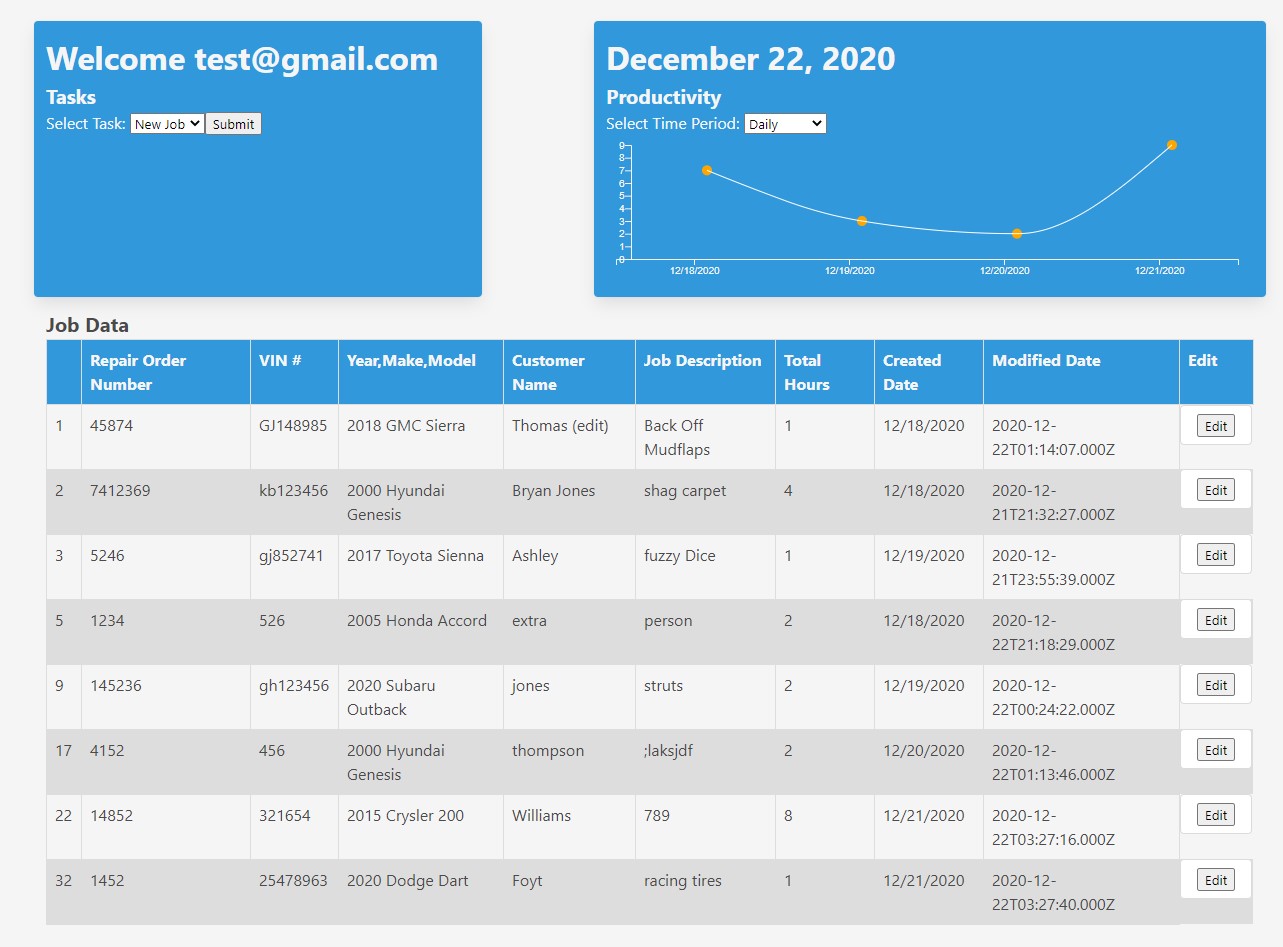 Welcome test@gmail.com
Tasks
Select Task: New Job Submit
December 22, 2020
Productivity
Select Time Period: Daily
9
8
7
6
5
4
3
2
1
0
12/18/2020 12/19/2020 12/20/2020 12/21/2020
Job Data
Repair Order VIN # Year,Make,Model Customer Job Description Total Created Modified Date Edit
Number Name Hours Date
1 45874 GJ148985 2018 GMC Sierra Thomas (edit) Back Off 1 12/18/2020 2020-12- Edit
Mudflaps 22T01:14:07.000Z
2 7412369 kb123456 2000 Hyundai Bryan Jones shag carpet 4 12/18/2020 2020-12- Edit
Genesis 21T21:32:27.000Z
3 5246 gj852741 2017 Toyota Sienna Ashley fuzzy Dice 1 12/19/2020 2020-12- Edit
21T23:55:39.000Z
5 1234 526 2005 Honda Accord extra person 2 12/18/2020 2020-12- Edit
22T21:18:29.000Z
9 145236 gh123456 2020 Subaru jones struts 2 12/19/2020 2020-12- Edit
Outback 22T00:24:22.000Z
17 4152 456 2000 Hyundai thompson ;laksjdf 2 12/20/2020 2020-12- Edit
Genesis 22T01:13:46.000Z
22 14852 321654 2015 Crysler 200 Williams 789 8 12/21/2020 2020-12- Edit
22T03:27:16.000Z
32 1452 25478963 2020 Dodge Dart Foyt racing tires 1 12/21/2020 2020-12- Edit
22T03:27:40.000Z